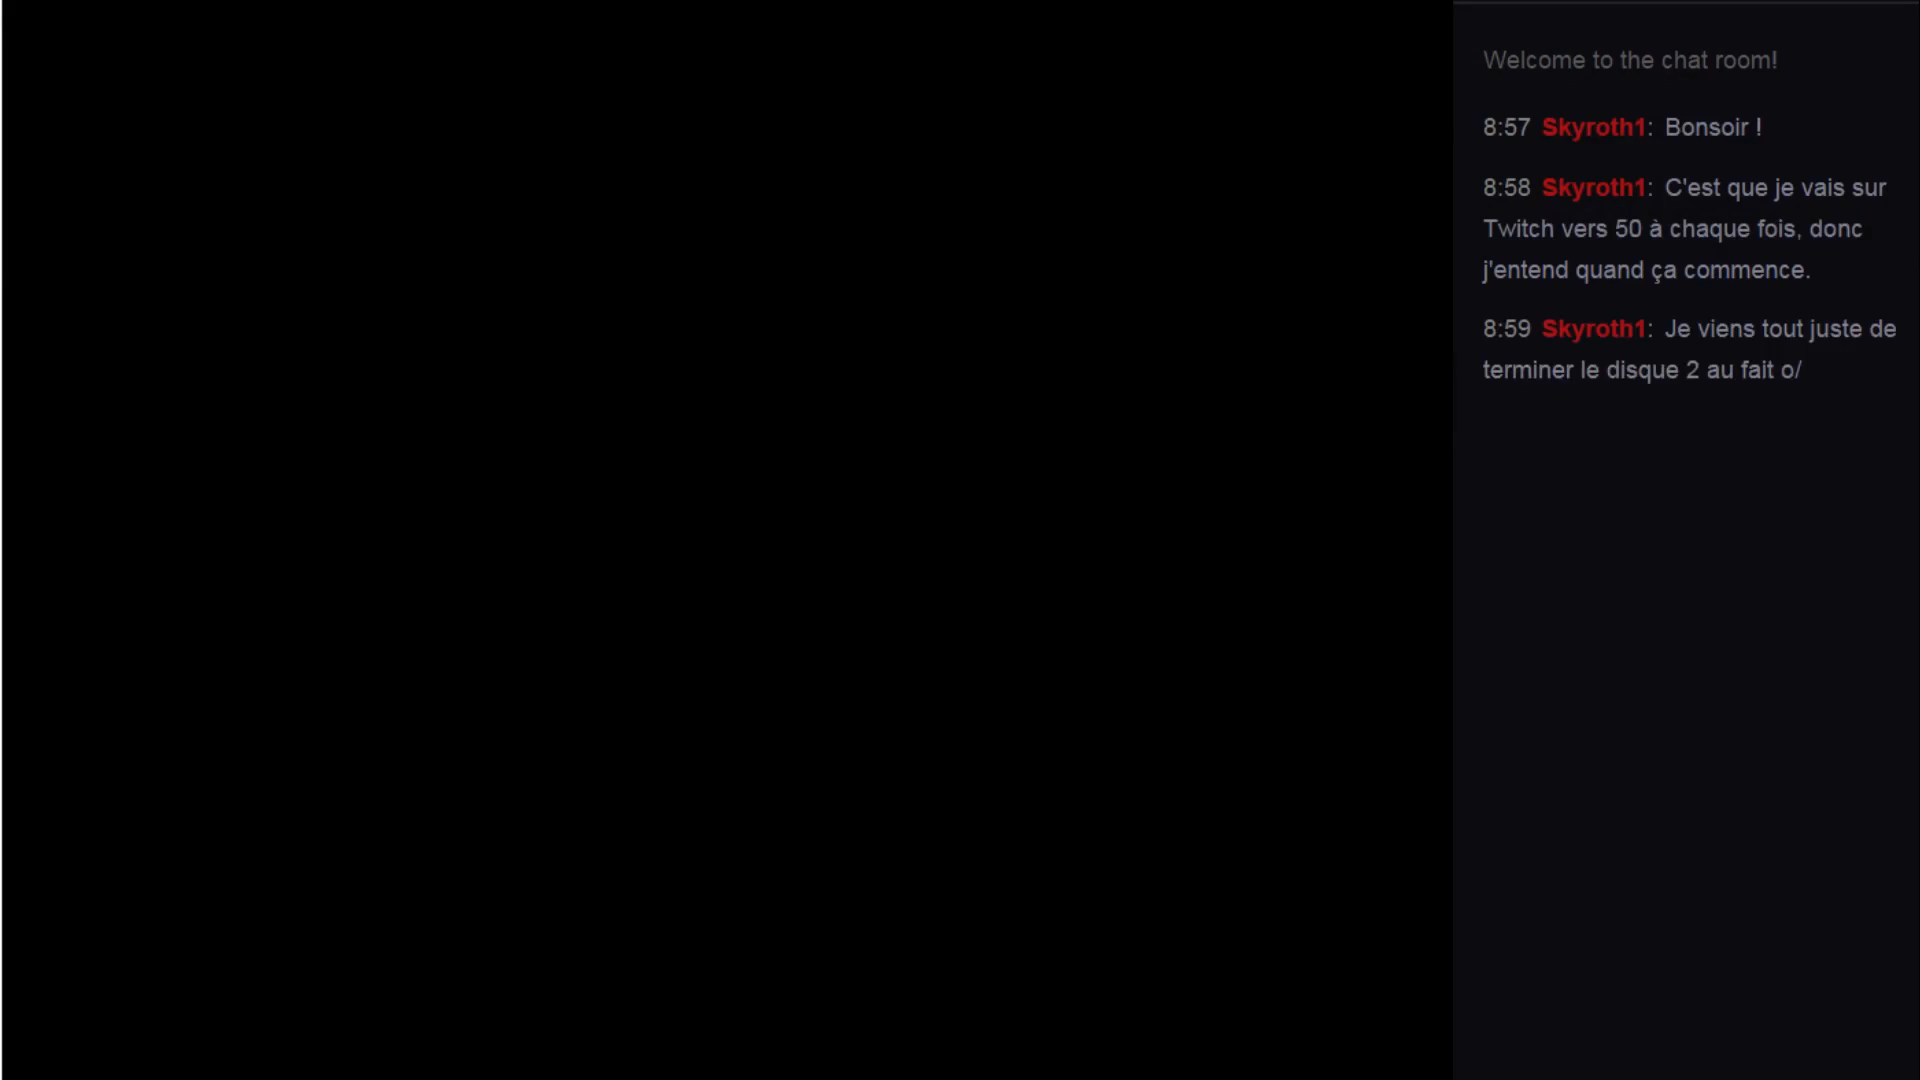 Welcome to the chat room!
8:57 Skyroth1: Bonsoir !
8:58 Skyroth1: C'est que je vais sur
Twitch vers 50 à chaque fois, donc
j'entend quand ça commence.
8:59 Skyroth1: Je viens tout juste de
terminer le disque 2 au fait o/